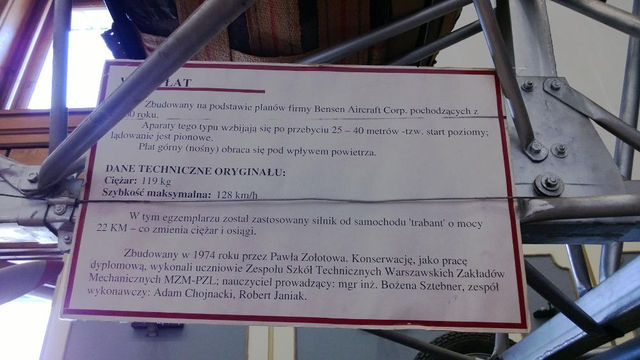 Zbudowany na podstawie planów firmy Bensen Aircraft Corp. pochodzących z
roku.
Aparaty tego typu wzbijają się po przebyciu 25 – 40 metrów -tzw. start poziomy;
lądowanie jest pionowe.
Płat górny (nośny) obraca się pod wpływem powietrza.
DANE TECHNICZNE ORYGINAŁU:
Ciężar: 119 kg
Szybkość maksymalna: 128 km/h
W tym egzemplarzu został zastosowany silnik od samochodu 'trabant' o mocy
22 KM – co zmienia ciężar i osiągi.
Zbudowany w 1974 roku przez Pawła Zołotowa. Konserwację, jako pracę
dyplomową, wykonali uczniowie Zespołu Szkół Technicznych Warszawskich Zakładów
Mechanicznych MZM-PZL; nauczyciel prowadzący: mgr inż. Bożena Sztebner, zespół
wykonawczy: Adam Chojnacki, Robert Janiak.